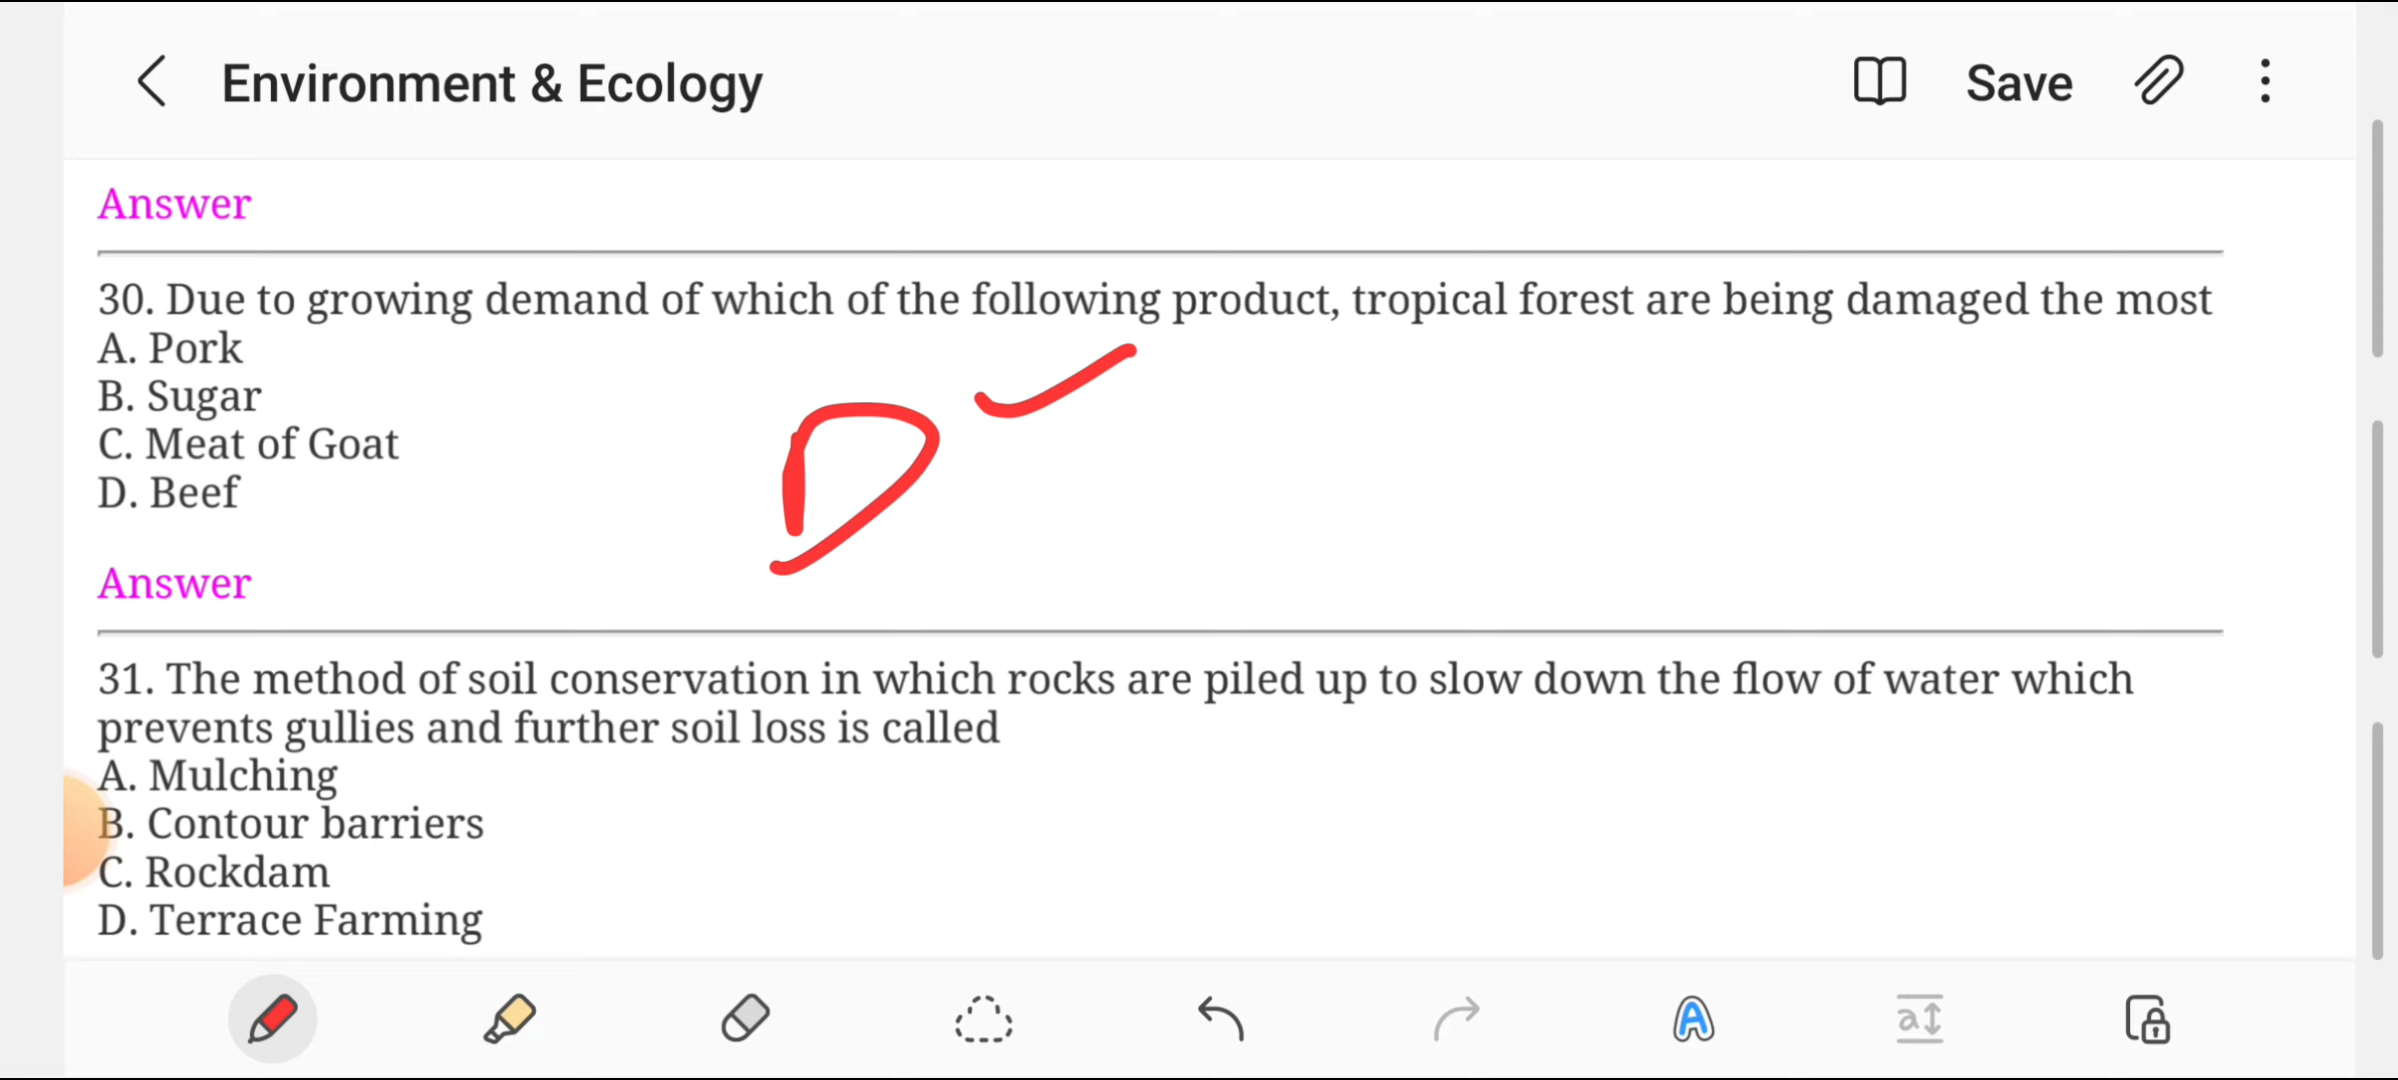 Environment & Ecology
Save
Answer
30. Due to growing demand of which of the following product, tropical forest are being damaged the most
A. Pork
B. Sugar
C. Meat of Goat
D. Beef
D
Answer
31. The method of soil conservation in which rocks are piled up to slow down the flow of water which
prevents gullies and further soil loss is called
A. Mulching
B. Contour barriers
C. Rockdam
D. Terrace Farming